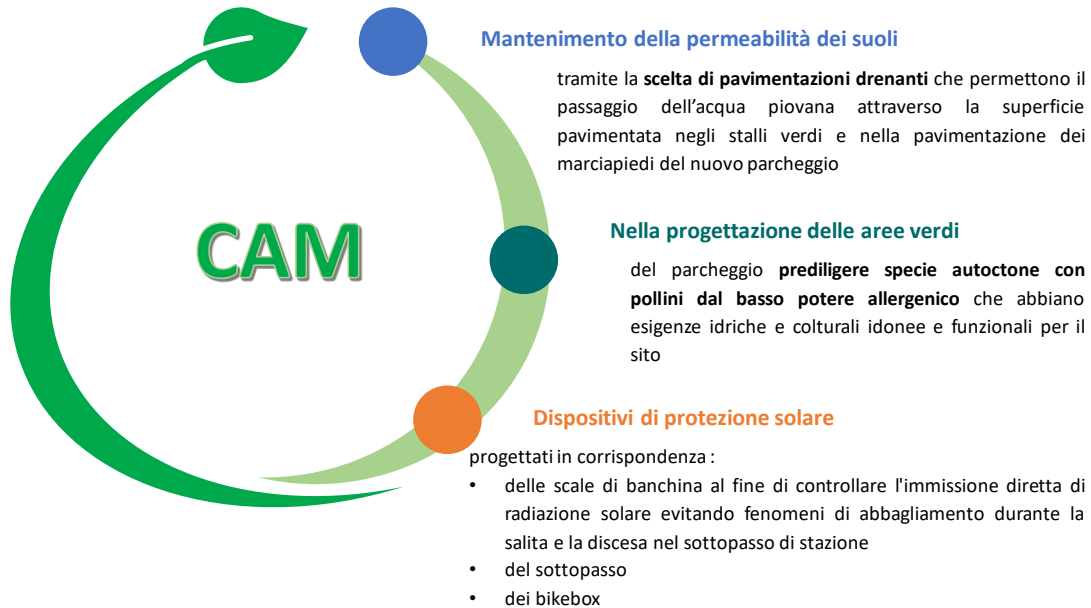 CAM
Mantenimento della permeabilità dei suoli
tramite la scelta di pavimentazioni drenanti che permettono il
passaggio dell'acqua piovana attraverso la superficie
pavimentata negli stalli verdi e nella pavimentazione dei
marciapiedi del nuovo parcheggio
Nella progettazione delle aree verdi
del parcheggio prediligere specie autoctone con
pollini dal basso potere allergenico che abbiano
esigenze idriche e colturali idonee e funzionali per il
sito
Dispositivi di protezione solare
progettati in corrispondenza :
• delle scale di banchina al fine di controllare l'immissione diretta di
radiazione solare evitando fenomeni di abbagliamento durante la
salita e la discesa nel sottopasso di stazione
• del sottopasso
• dei bikebox